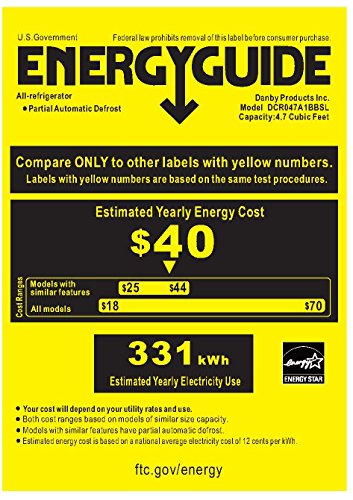 U.S.Government
Federal law prohibits removal of this label before consumer purchase.
ENERGYGUIDE
All-refrigerator
• Partial Automatic Defrost
Danby Products Inc.
Model DCR047A1BBSL
Capacity:4.7 Cubic Feet
Compare ONLY to other labels with yellow numbers.
Labels with yellow numbers are based on the same test procedures.
Estimated Yearly Energy Cost
$40
Cost Ranges
Models with
similar features
$25 $44
All models
$18 $70
331 kWh
Estimated Yearly Electricity Use
energy
ENERGY STAR
• Your cost will depend on your utility rates and use.
• Both cost ranges based on models of similar size capacity.
• Models with similar features have partial automatic defrost.
• Estimated energy cost is based on a national average electricity cost of 12 cents per kWh.
ftc.gov/energy